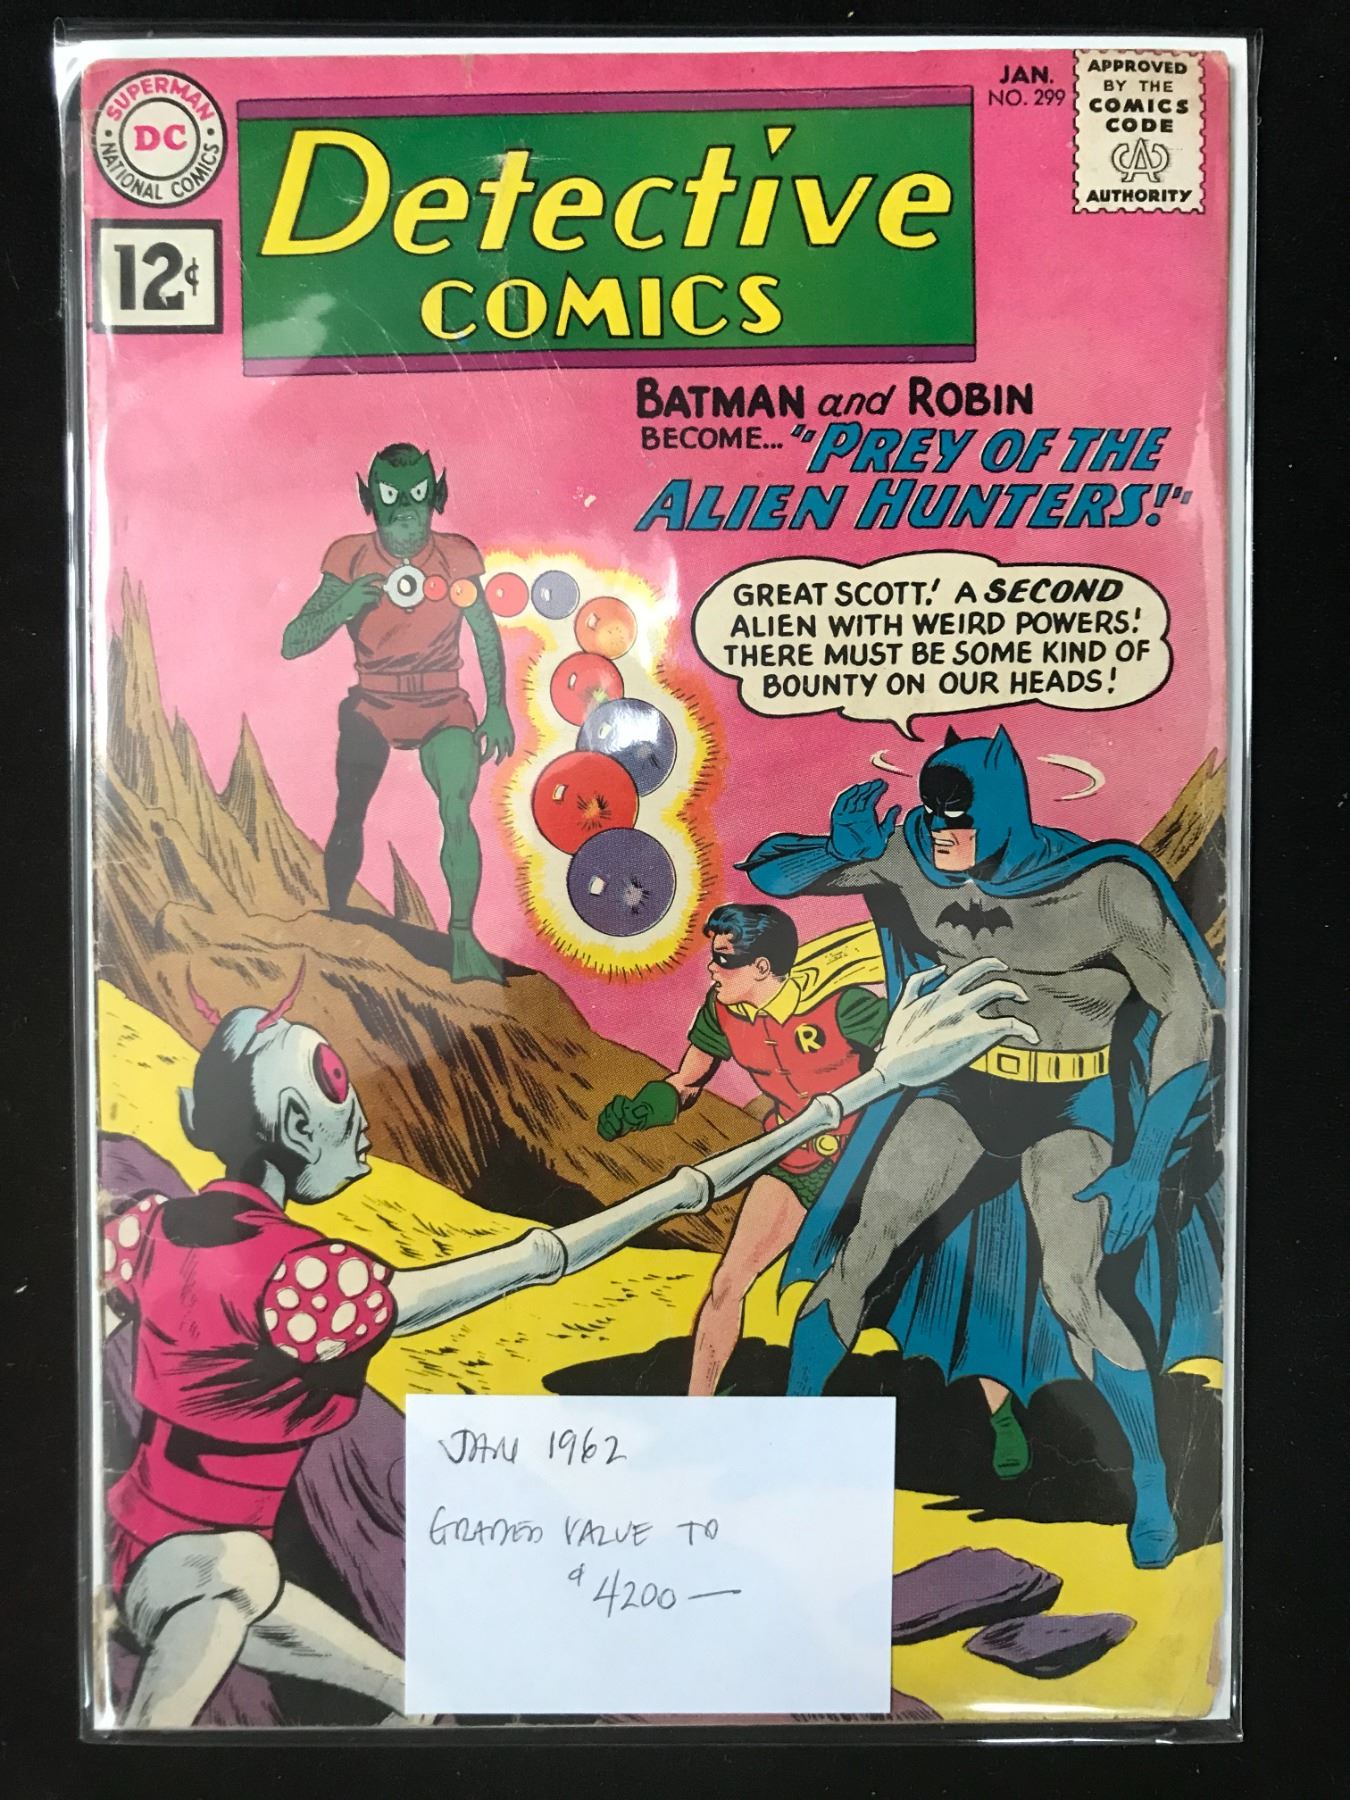 SUPERMAN
DC
NATIONAL COMICS
12¢
Detective
COMICS
JAN.
NO. 299
APPROVED
BY THE
COMICS
CODE
CA
AUTHORITY
BATMAN and ROBIN
BECOME... "PREY OF THE
ALIEN HUNTERS!"
GREAT SCOTT! A SECOND
ALIEN WITH WEIRD POWERS!
THERE MUST BE SOME KIND OF
BOUNTY ON OUR HEADS!
R
JAN 1962
GRADED VALUE TO
$4200—